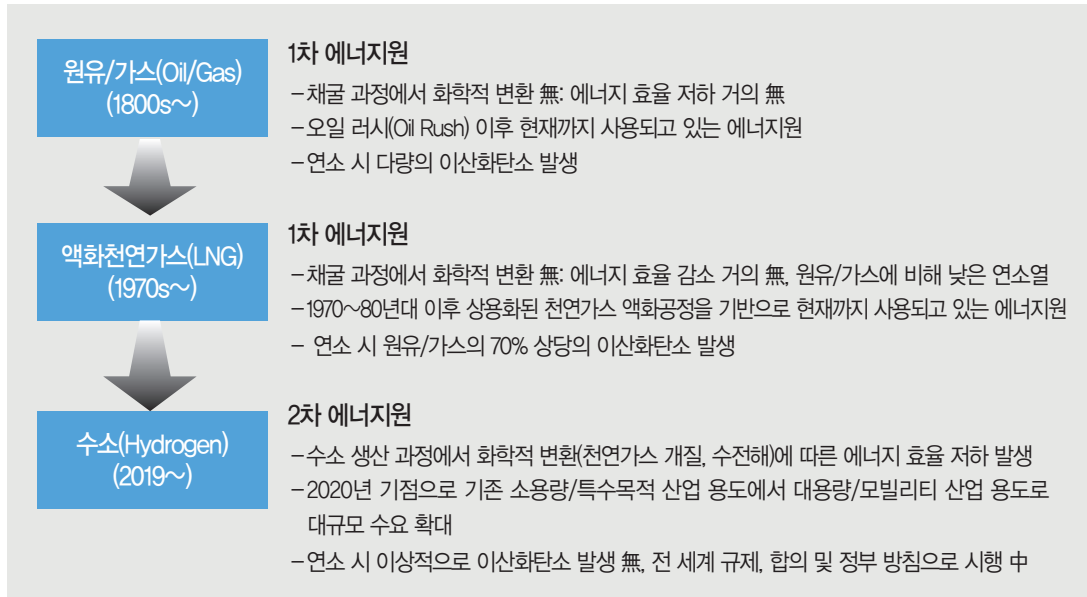 원유/가스(Oil/Gas)
(1800s~)
1차 에너지원
-채굴 과정에서 화학적 변환 無: 에너지 효율 저하 거의 無
-오일 러시(Oil Rush) 이후 현재까지 사용되고 있는 에너지원
-연소 시 다량의 이산화탄소 발생
액화천연가스(LNG)
(1970s~)
1차 에너지원
-채굴 과정에서 화학적 변환 無: 에너지 효율 감소 거의 無, 원유/가스에 비해 낮은 연소열
-1970~80년대 이후 상용화된 천연가스 액화공정을 기반으로 현재까지 사용되고 있는 에너지원
- 연소 시 원유/가스의 70% 상당의 이산화탄소 발생
수소(Hydrogen)
(2019~)
2차 에너지원
-수소 생산 과정에서 화학적 변환(천연가스 개질, 수전해)에 따른 에너지 효율 저하 발생
-2020년 기점으로 기존 소용량/특수목적 산업 용도에서 대용량/모빌리티 산업 용도로
대규모 수요 확대
-연소 시 이상적으로 이산화탄소 발생 無, 전 세계 규제, 합의 및 정부 방침으로 시행 中